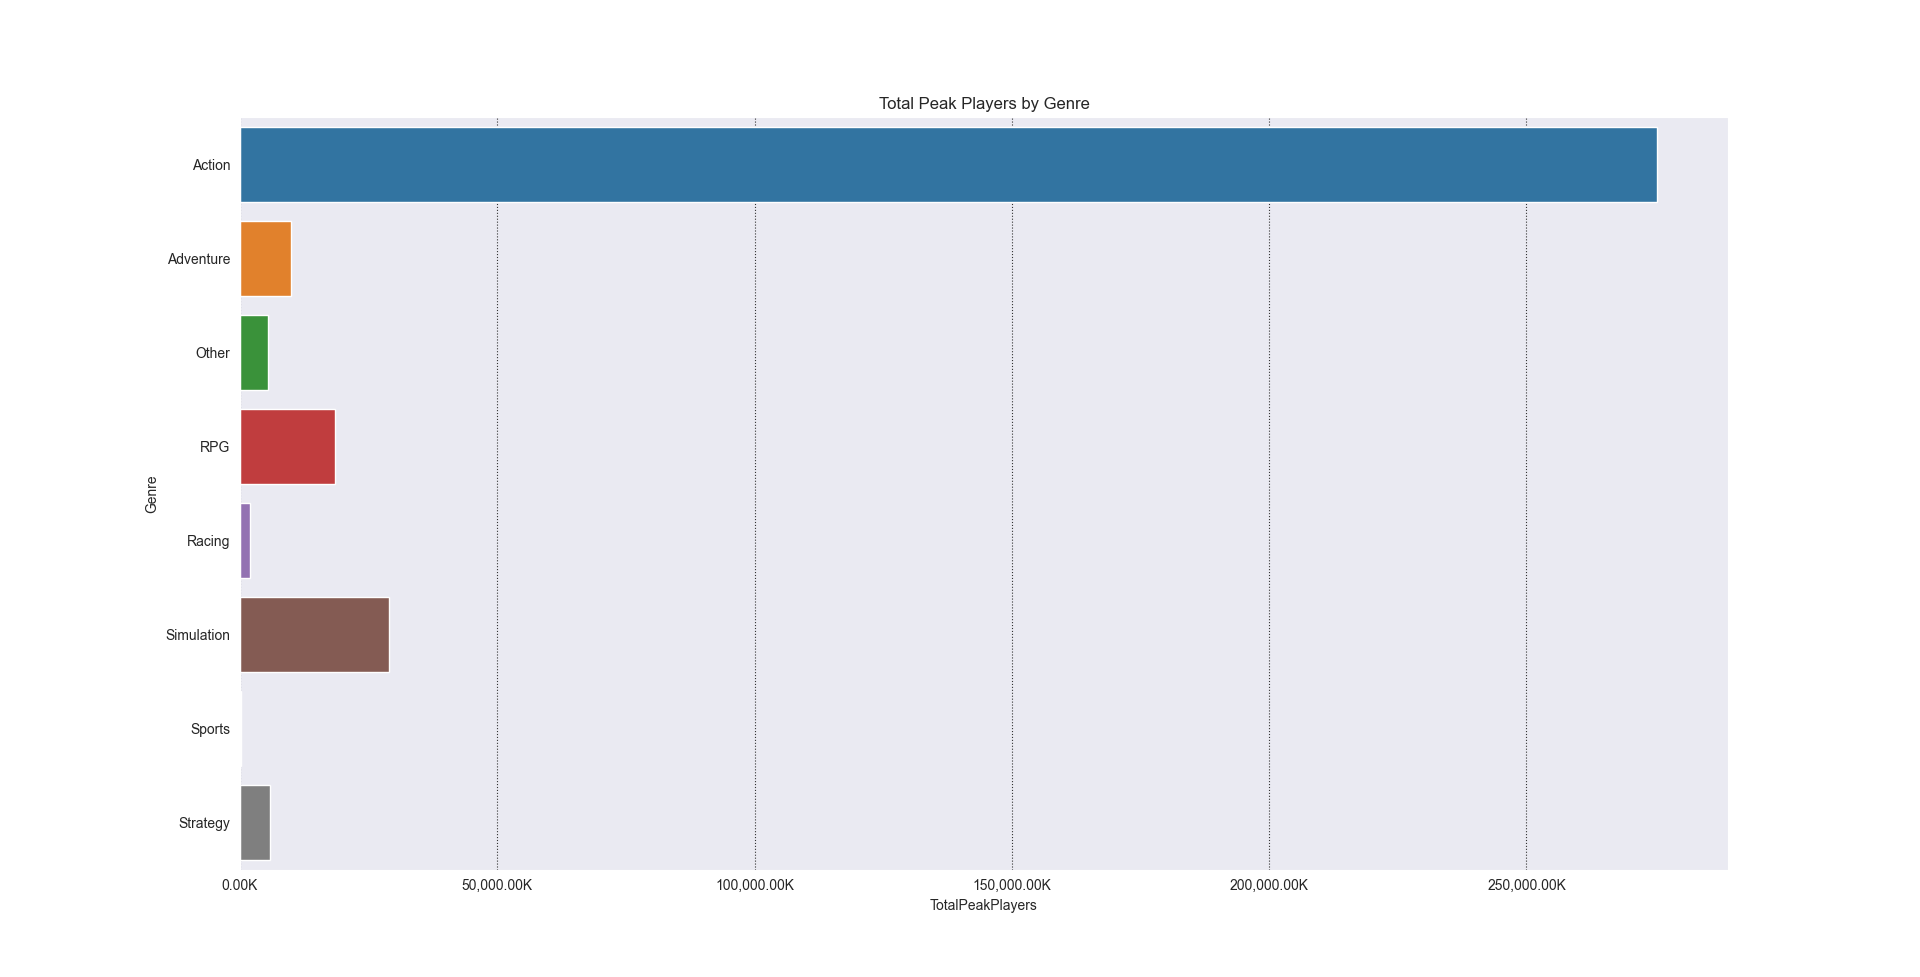 Total Peak Players by Genre
Action
Adventure
Other
RPG
Racing
Simulation
Sports
Strategy
Genre
0.00K 50,000.00K 100,000.00K 150,000.00K 200,000.00K 250,000.00K
TotalPeakPlayers